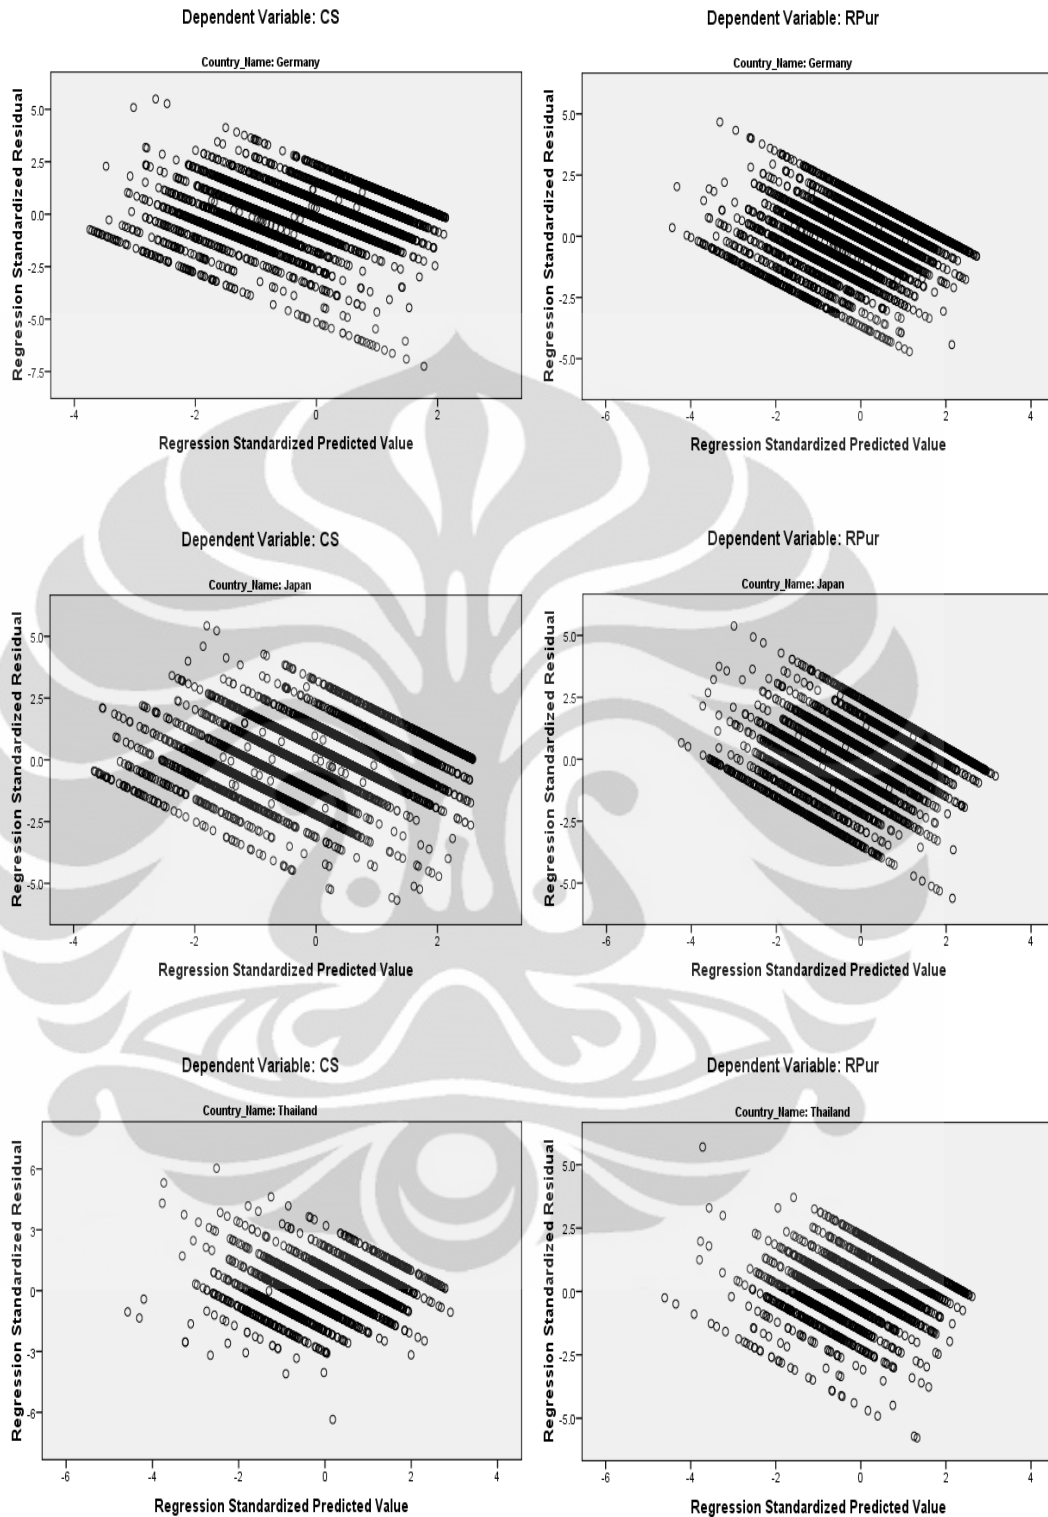 Dependent Variable: CS
Country_Name: Germany
Regression Standardized Residual
5.0
2.5
0.0
-2.5
-5.0
-7.5
-4
-2
0
2
Regression Standardized Predicted Value
Dependent Variable: RPur
Country_Name: Germany
Regression Standardized Residual
5.0
2.5
0.0
-2.5
-5.0
-6
-4
-2
0
2
4
Regression Standardized Predicted Value
Dependent Variable: CS
Country_Name: Japan
Regression Standardized Residual
5.0
2.5
0.0
-2.5
-5.0
-4
-2
0
2
Regression Standardized Predicted Value
Dependent Variable: RPur
Country_Name: Japan
Regression Standardized Residual
5.0
2.5
0.0
-2.5
-5.0
-6
-4
-2
0
2
4
Regression Standardized Predicted Value
Dependent Variable: CS
Country_Name: Thailand
Regression Standardized Residual
6
3
0
-3
-6
-6
-4
-2
0
2
4
Regression Standardized Predicted Value
Dependent Variable: RPur
Country_Name: Thailand
Regression Standardized Residual
5.0
2.5
0.0
-2.5
-5.0
-6
-4
-2
0
2
4
Regression Standardized Predicted Value